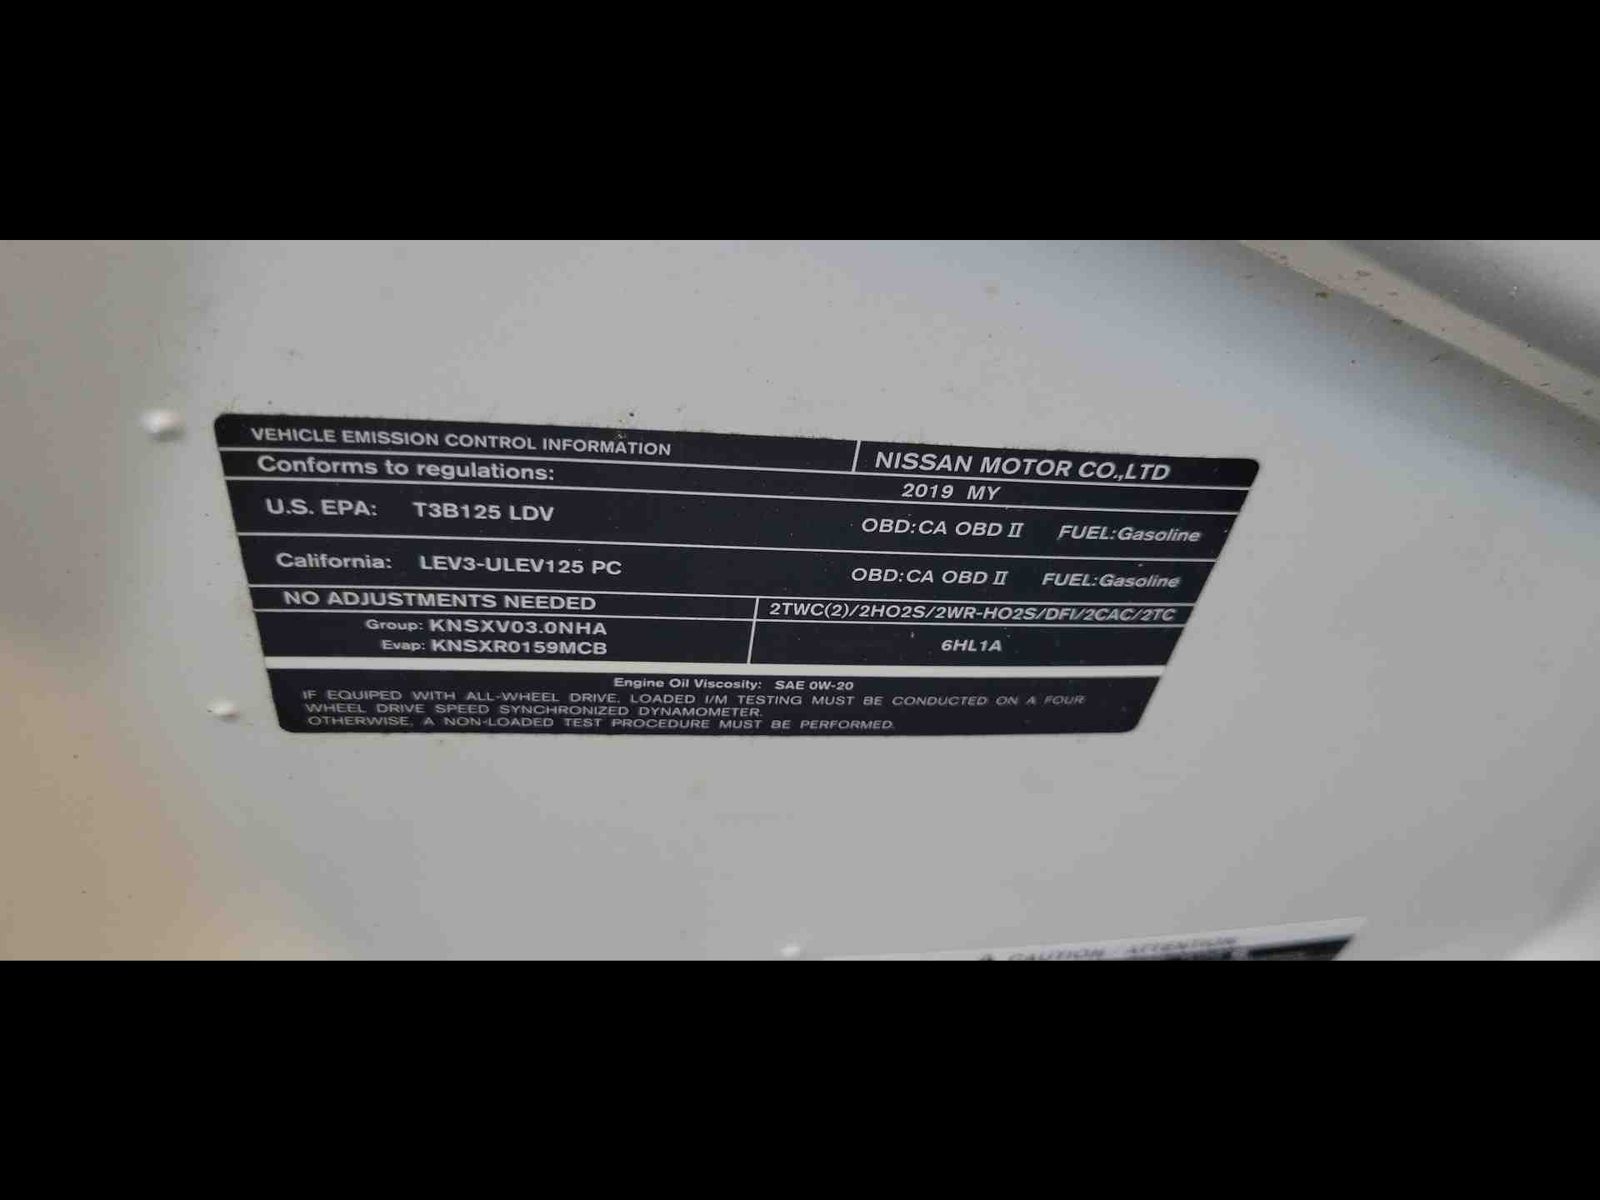 VEHICLE EMISSION CONTROL INFORMATION
NISSAN MOTOR CO.,LTD
Conforms to regulations:
2019 MY
U.S. EPA: T3B125 LDV
OBD:CA OBD II FUEL:Gasoline
California: LEV3-ULEV125 PC
OBD:CA OBD II FUEL:Gasoline
NO ADJUSTMENTS NEEDED
2TWC(2)/2HO2S/2WR-HO2S/DFI/2CAC/2TC
Group: KNSXV03.0NHA
Evap: KNSXR0159MCB
6HL1A
Engine Oil Viscosity: SAE 0W-20
IF EQUIPED WITH ALL-WHEEL DRIVE, LOADED I/M TESTING MUST BE CONDUCTED ON A FOUR
WHEEL DRIVE SPEED SYNCHRONIZED DYNAMOMETER.
OTHERWISE, A NON-LOADED TEST PROCEDURE MUST BE PERFORMED.
CAUTION ATTENTION